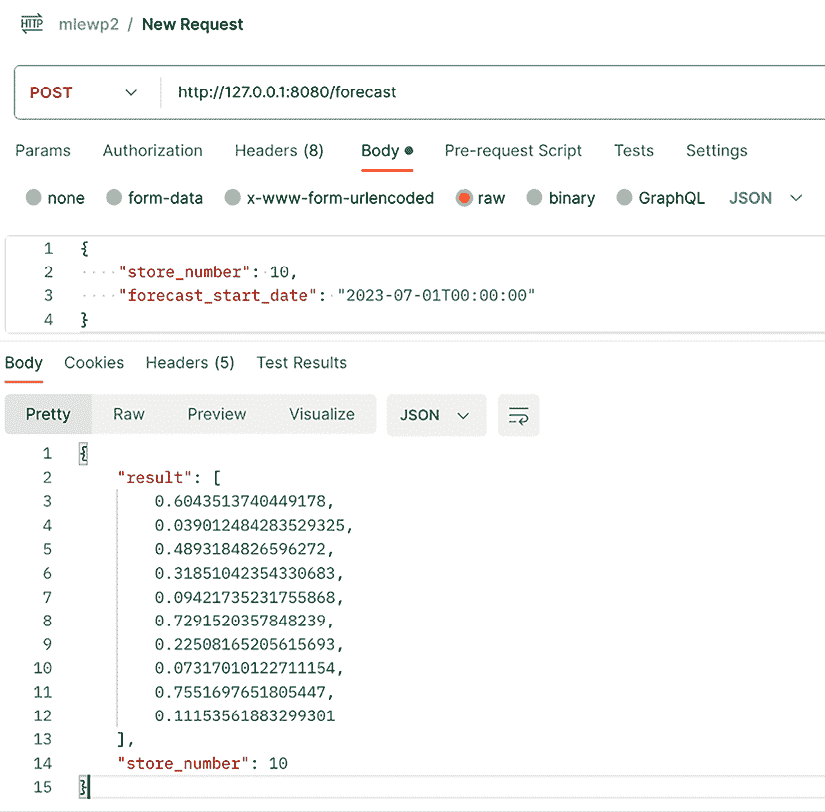 HTTP mlewp2 / New Request
POST http://127.0.0.1:8080/forecast
Params Authorization Headers (8) Body Pre-request Script Tests Settings
none form-data x-www-form-urlencoded raw binary GraphQL JSON
1 {
2 ····"store_number":·10,
3 ····"forecast_start_date":·"2023-07-01T00:00:00"
4 }
Body Cookies Headers (5) Test Results
Pretty Raw Preview Visualize JSON
1 {
2 "result": [
3 0.6043513740449178,
4 0.039012484283529325,
5 0.4893184826596272,
6 0.31851042354330683,
7 0.09421735231755868,
8 0.7291520357848239,
9 0.22508165205615693,
10 0.07317010122711154,
11 0.7551697651805447,
12 0.11153561883299301
13 ],
14 "store_number": 10
15 }